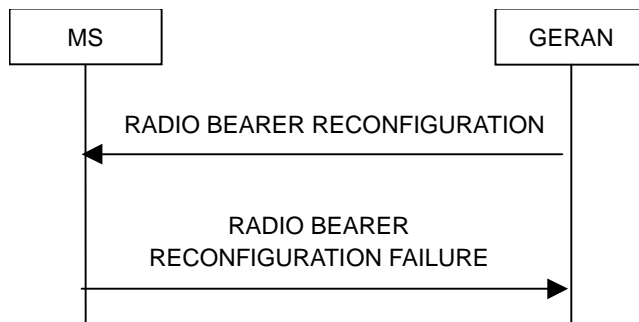 MS
GERAN
RADIO BEARER RECONFIGURATION
RADIO BEARER
RECONFIGURATION FAILURE